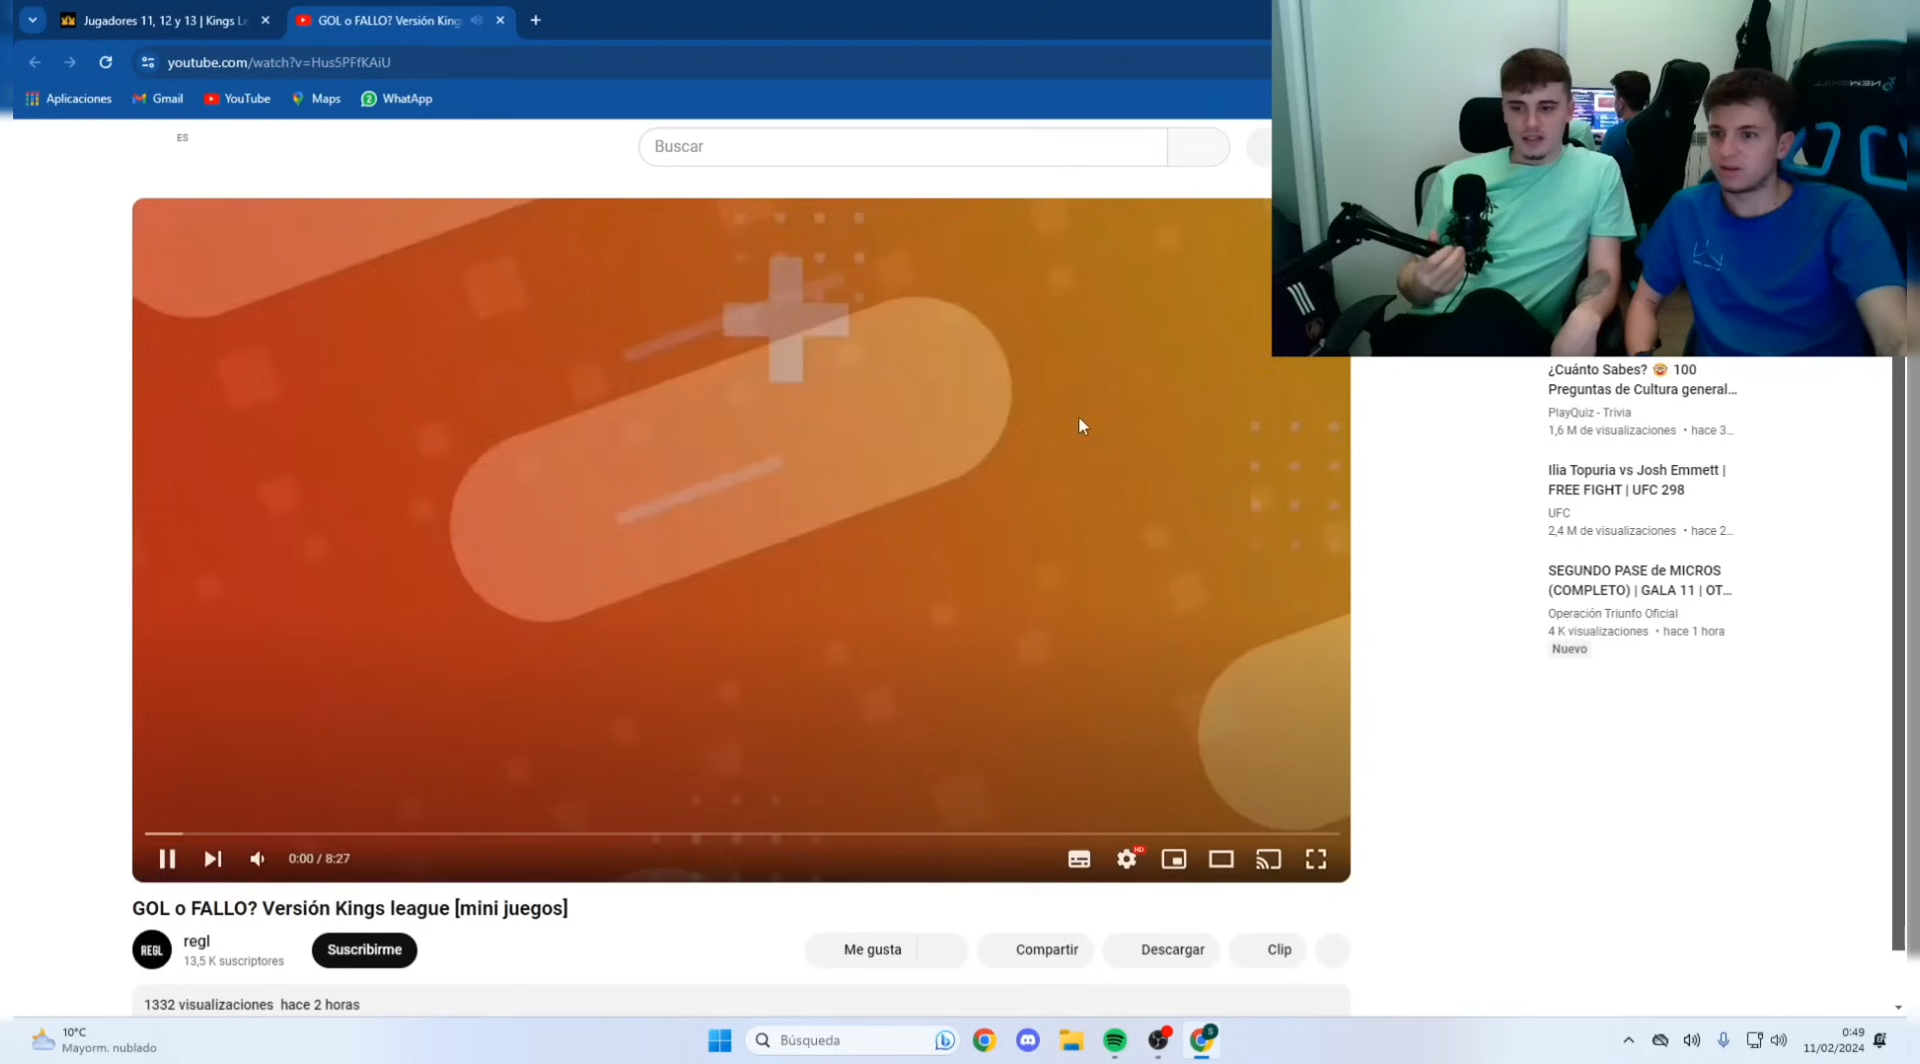 Jugadores 11, 12 y 13 | Kings Le
GOL o FALLO? Versión King
youtube.com/watch?v=Hus5PFfKAiU
Aplicaciones
Gmail
YouTube
Maps
WhatApp
ES
Buscar
¿Cuánto Sabes? 🤓 100
Preguntas de Cultura general...
PlayQuiz - Trivia
1,6 M de visualizaciones • hace 3...
Ilia Topuria vs Josh Emmett |
FREE FIGHT | UFC 298
UFC
2,4 M de visualizaciones • hace 2...
SEGUNDO PASE de MICROS
(COMPLETO) | GALA 11 | OT...
Operación Triunfo Oficial
4 K visualizaciones • hace 1 hora
Nuevo
0:00 / 8:27
HD
GOL o FALLO? Versión Kings league [mini juegos]
REGL
regl
13,5 K suscriptores
Suscribirme
Me gusta
Compartir
Descargar
Clip
1332 visualizaciones hace 2 horas
10°C
Mayorm. nublado
Búsqueda
0:49
11/02/2024